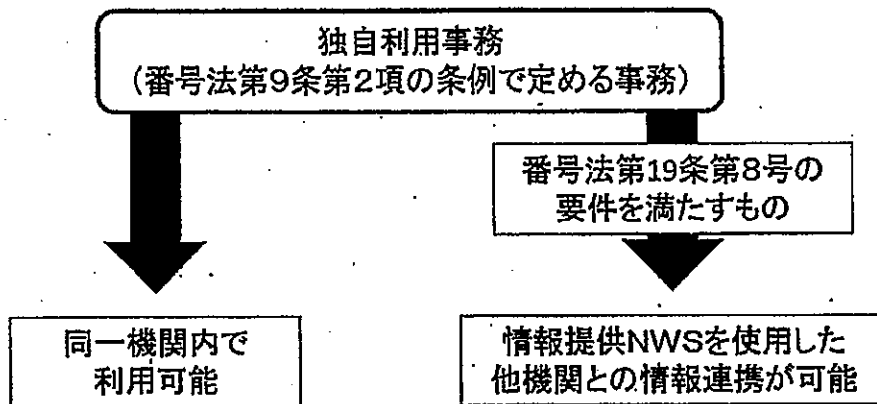 独自利用事務
(番号法第9条第2項の条例で定める事務)
番号法第19条第8号の
要件を満たすもの
同一機関内で
利用可能
情報提供NWSを使用した
他機関との情報連携が可能